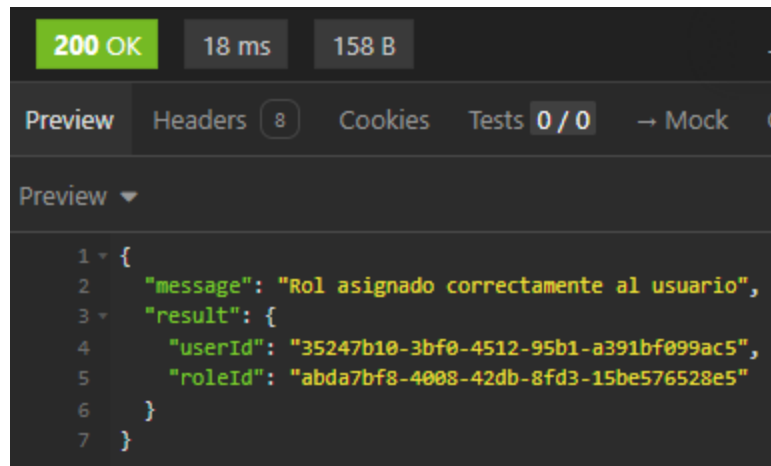 200 OK 18 ms 158 B
Preview Headers 8 Cookies Tests 0 / 0 → Mock
Preview
1 {
2 "message": "Rol asignado correctamente al usuario",
3 "result": {
4 "userId": "35247b10-3bf0-4512-95b1-a391bf099ac5",
5 "roleId": "abda7bf8-4008-42db-8fd3-15be576528e5"
6 }
7 }